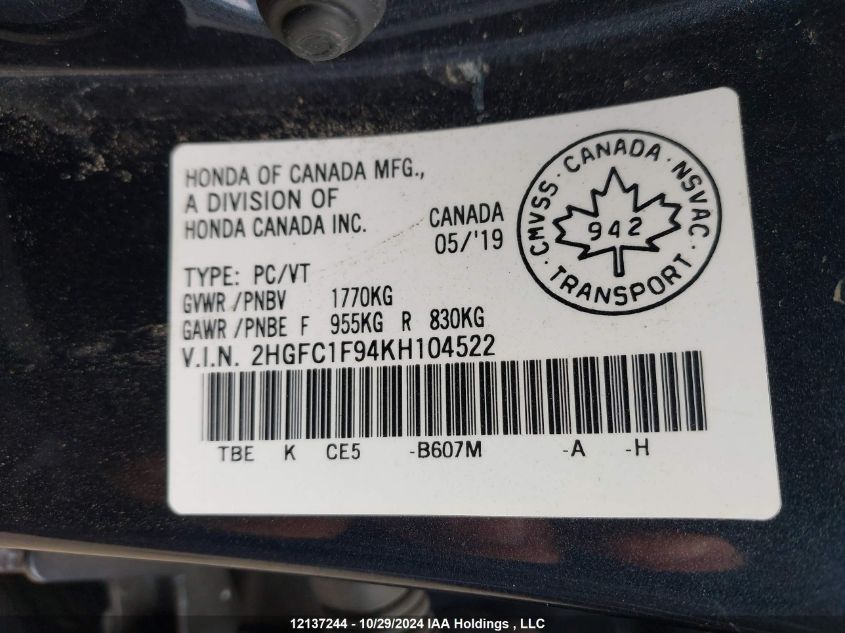 HONDA OF CANADA MFG.,
A DIVISION OF
HONDA CANADA INC.
CANADA
05/'19
CMVSS · CANADA · NSVAC · TRANSPORT ·
942
TYPE: PC/VT
GVWR /PNBV 1770KG
GAWR /PNBE F 955KG R 830KG
V.I.N. 2HGFC1F94KH104522
TBE K CE5 -B607M -A -H
12137244 - 10/29/2024 IAA Holdings , LLC